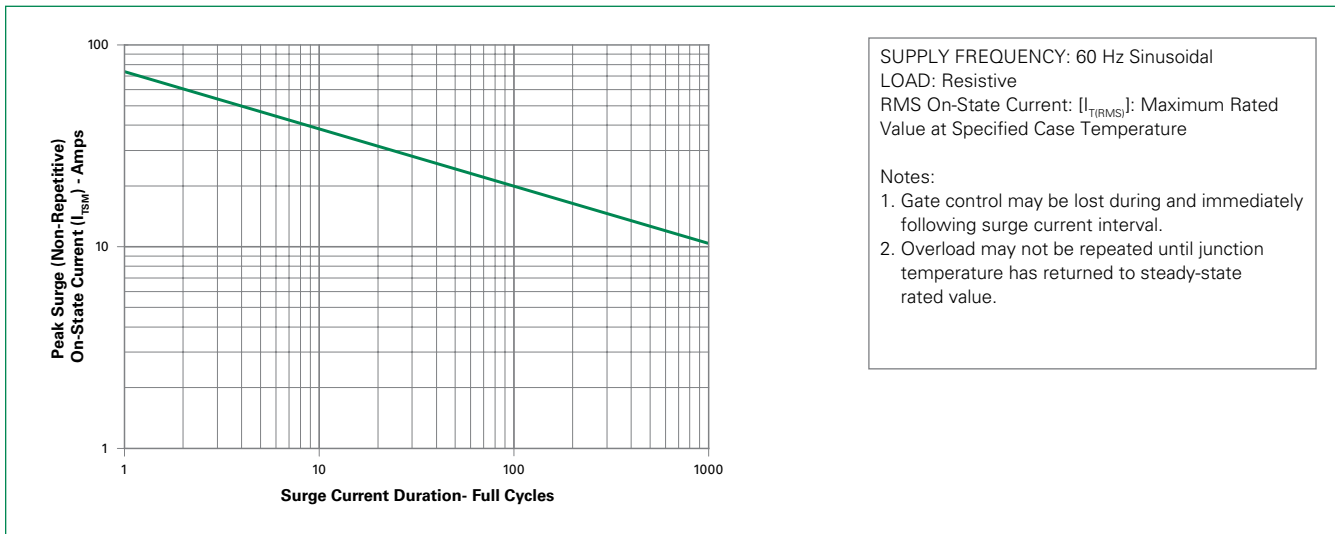 Peak Surge (Non-Repetitive)
On-State Current (I_TSM) - Amps
100
10
1
1
10
100
1000
Surge Current Duration- Full Cycles
SUPPLY FREQUENCY: 60 Hz Sinusoidal
LOAD: Resistive
RMS On-State Current: [I_T(RMS)]: Maximum Rated
Value at Specified Case Temperature
Notes:
1. Gate control may be lost during and immediately
following surge current interval.
2. Overload may not be repeated until junction
temperature has returned to steady-state
rated value.